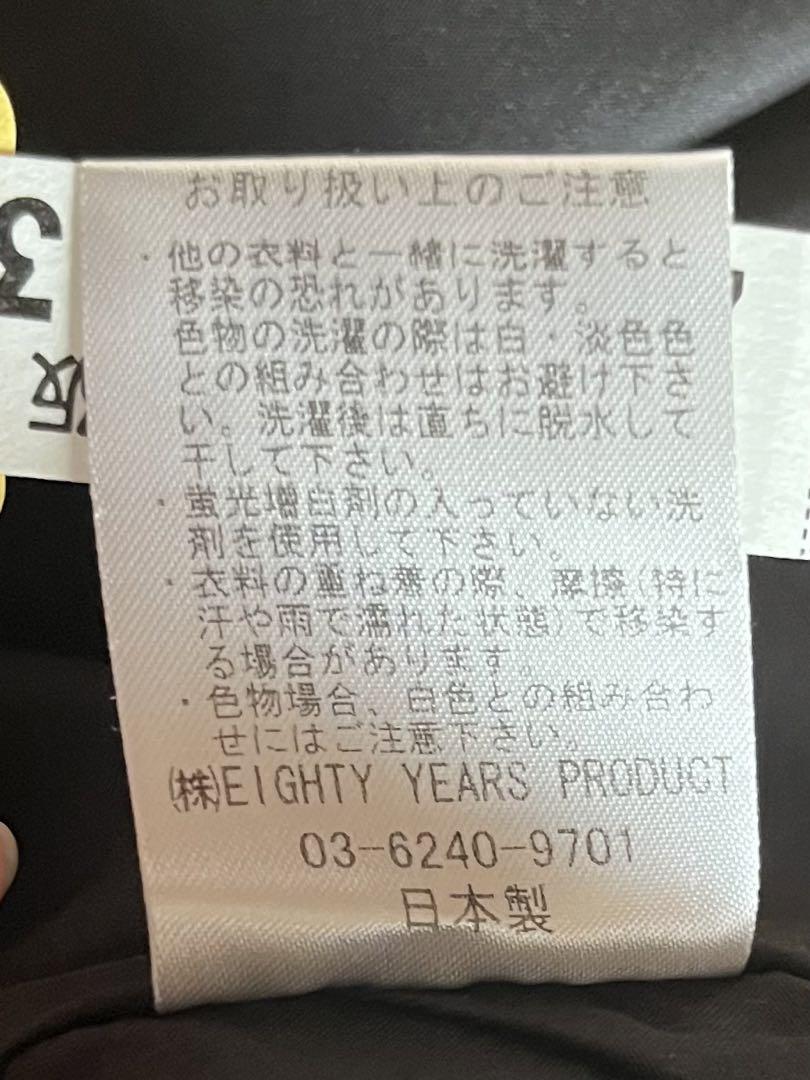 お取り扱い上のご注意
・他の衣料と一緒に洗濯すると
移染の恐れがあります。
色物の洗濯の際は白・淡色色
との組み合わせはお避け下さ
い。洗濯後は直ちに脱水して
干して下さい。
・蛍光増白剤の入っていない洗
剤を使用して下さい。
・衣料の重ね着の際、摩擦(特に
汗や雨で濡れた状態)で移染す
る場合があります。
・色物場合、白色との組み合わ
せにはご注意下さい。
(株)EIGHTY YEARS PRODUCT
03-6240-9701
日本製
3